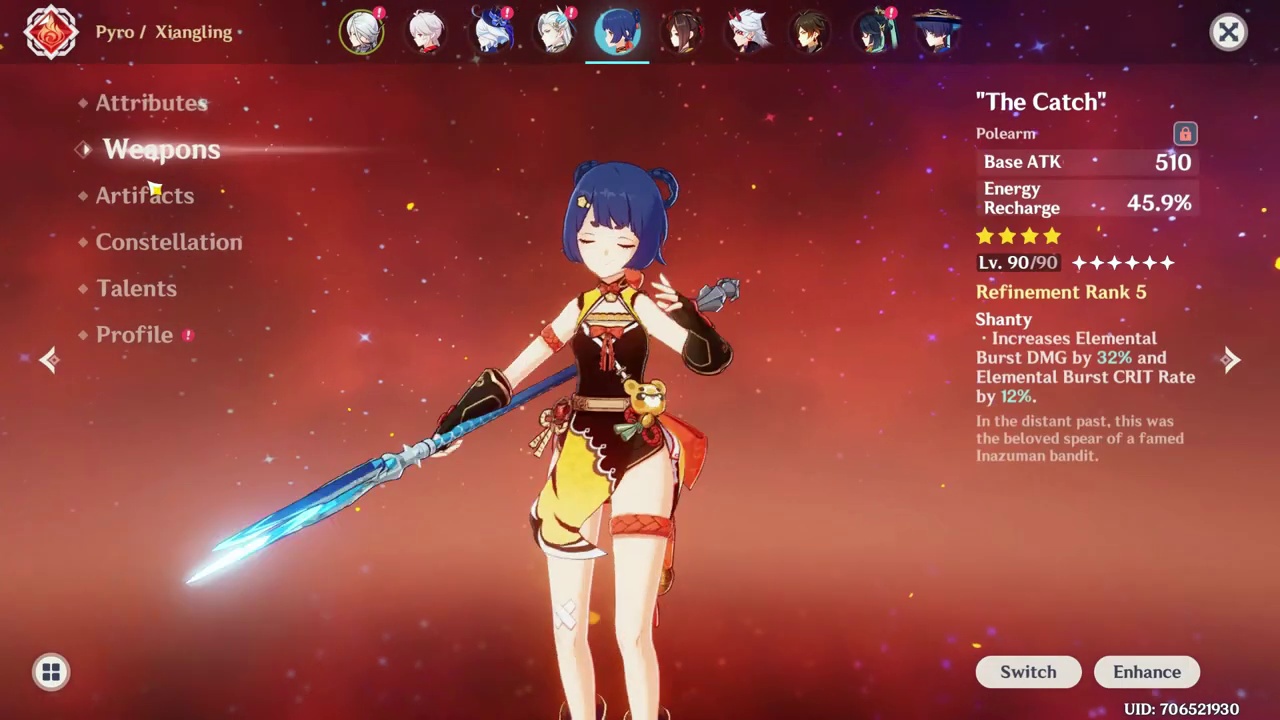 Pyro / Xiangling
Attributes
Weapons
Artifacts
Constellation
Talents
Profile
"The Catch"
Polearm
Base ATK 510
Energy
Recharge 45.9%
Lv. 90/90
Refinement Rank 5
Shanty
· Increases Elemental
Burst DMG by 32% and
Elemental Burst CRIT Rate
by 12%.
In the distant past, this was
the beloved spear of a famed
Inazuman bandit.
Switch
Enhance
UID: 706521930